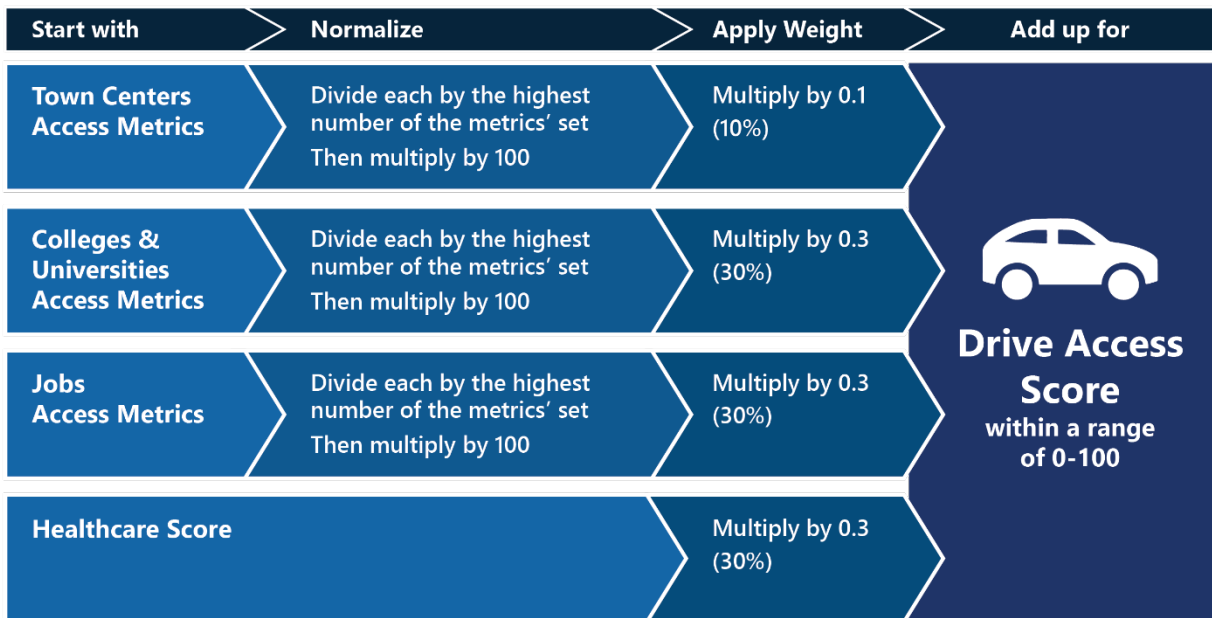 Start with
Normalize
Apply Weight
Add up for
Town Centers
Access Metrics
Divide each by the highest
number of the metrics’ set
Then multiply by 100
Multiply by 0.1
(10%)
Colleges &
Universities
Access Metrics
Divide each by the highest
number of the metrics’ set
Then multiply by 100
Multiply by 0.3
(30%)
Jobs
Access Metrics
Divide each by the highest
number of the metrics’ set
Then multiply by 100
Multiply by 0.3
(30%)
Healthcare Score
Multiply by 0.3
(30%)
Drive Access
Score
within a range
of 0-100